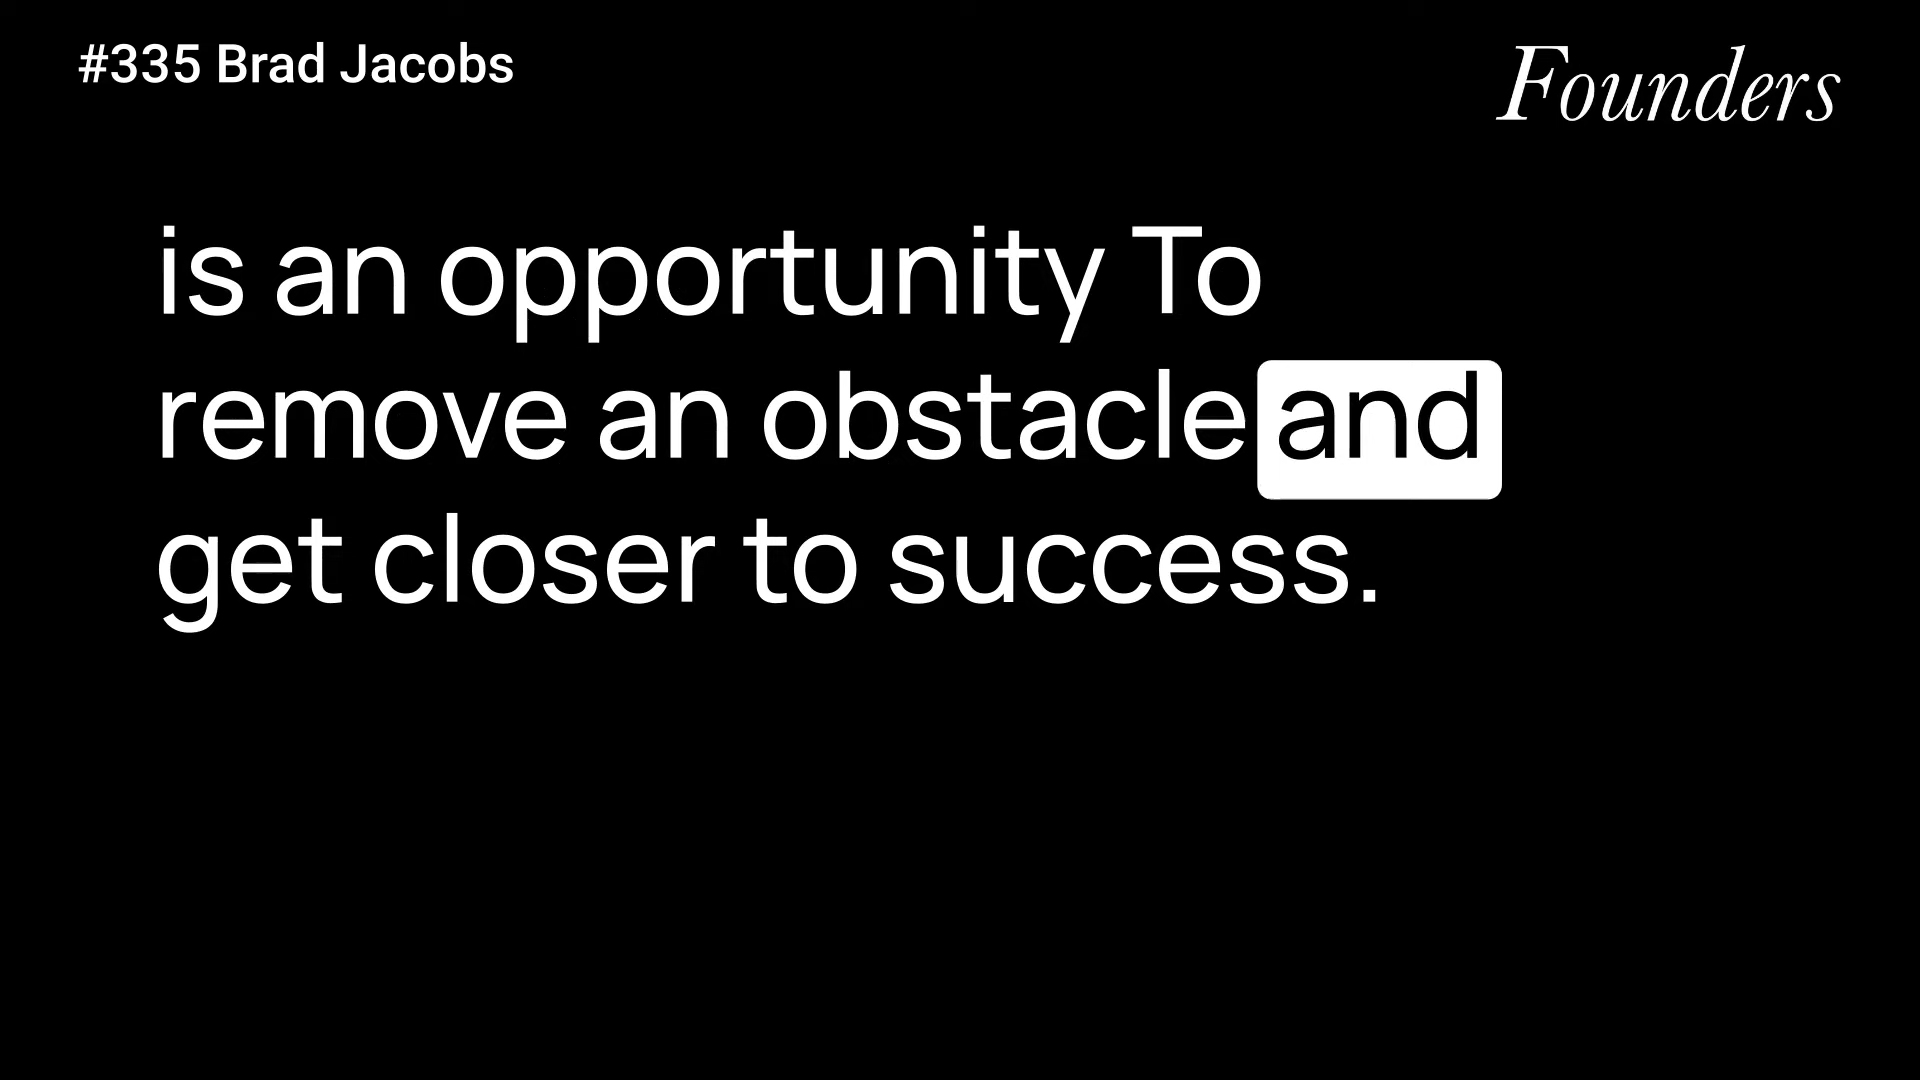 #335 Brad Jacobs
Founders
is an opportunity To
remove an obstacle and
get closer to success.